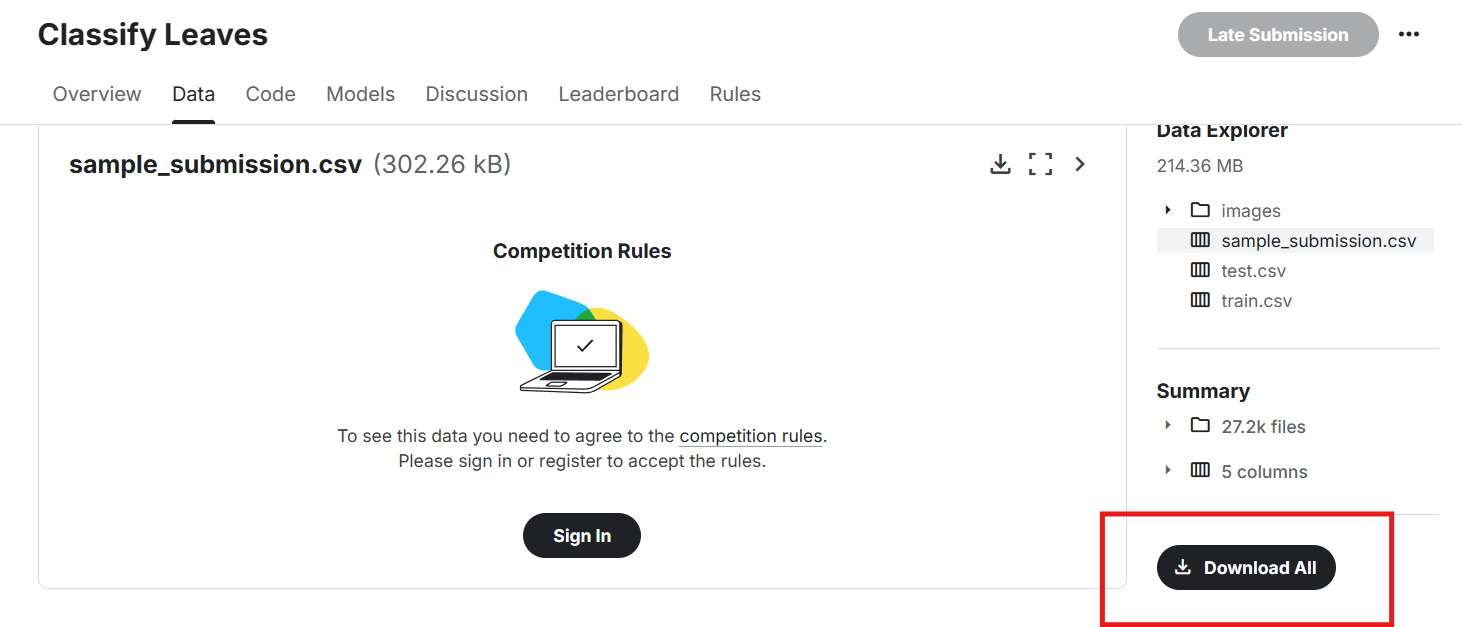 Classify Leaves
Late Submission
Overview
Data
Code
Models
Discussion
Leaderboard
Rules
sample_submission.csv (302.26 kB)
Competition Rules
To see this data you need to agree to the competition rules.
Please sign in or register to accept the rules.
Sign In
Data Explorer
214.36 MB
images
sample_submission.csv
test.csv
train.csv
Summary
27.2k files
5 columns
Download All